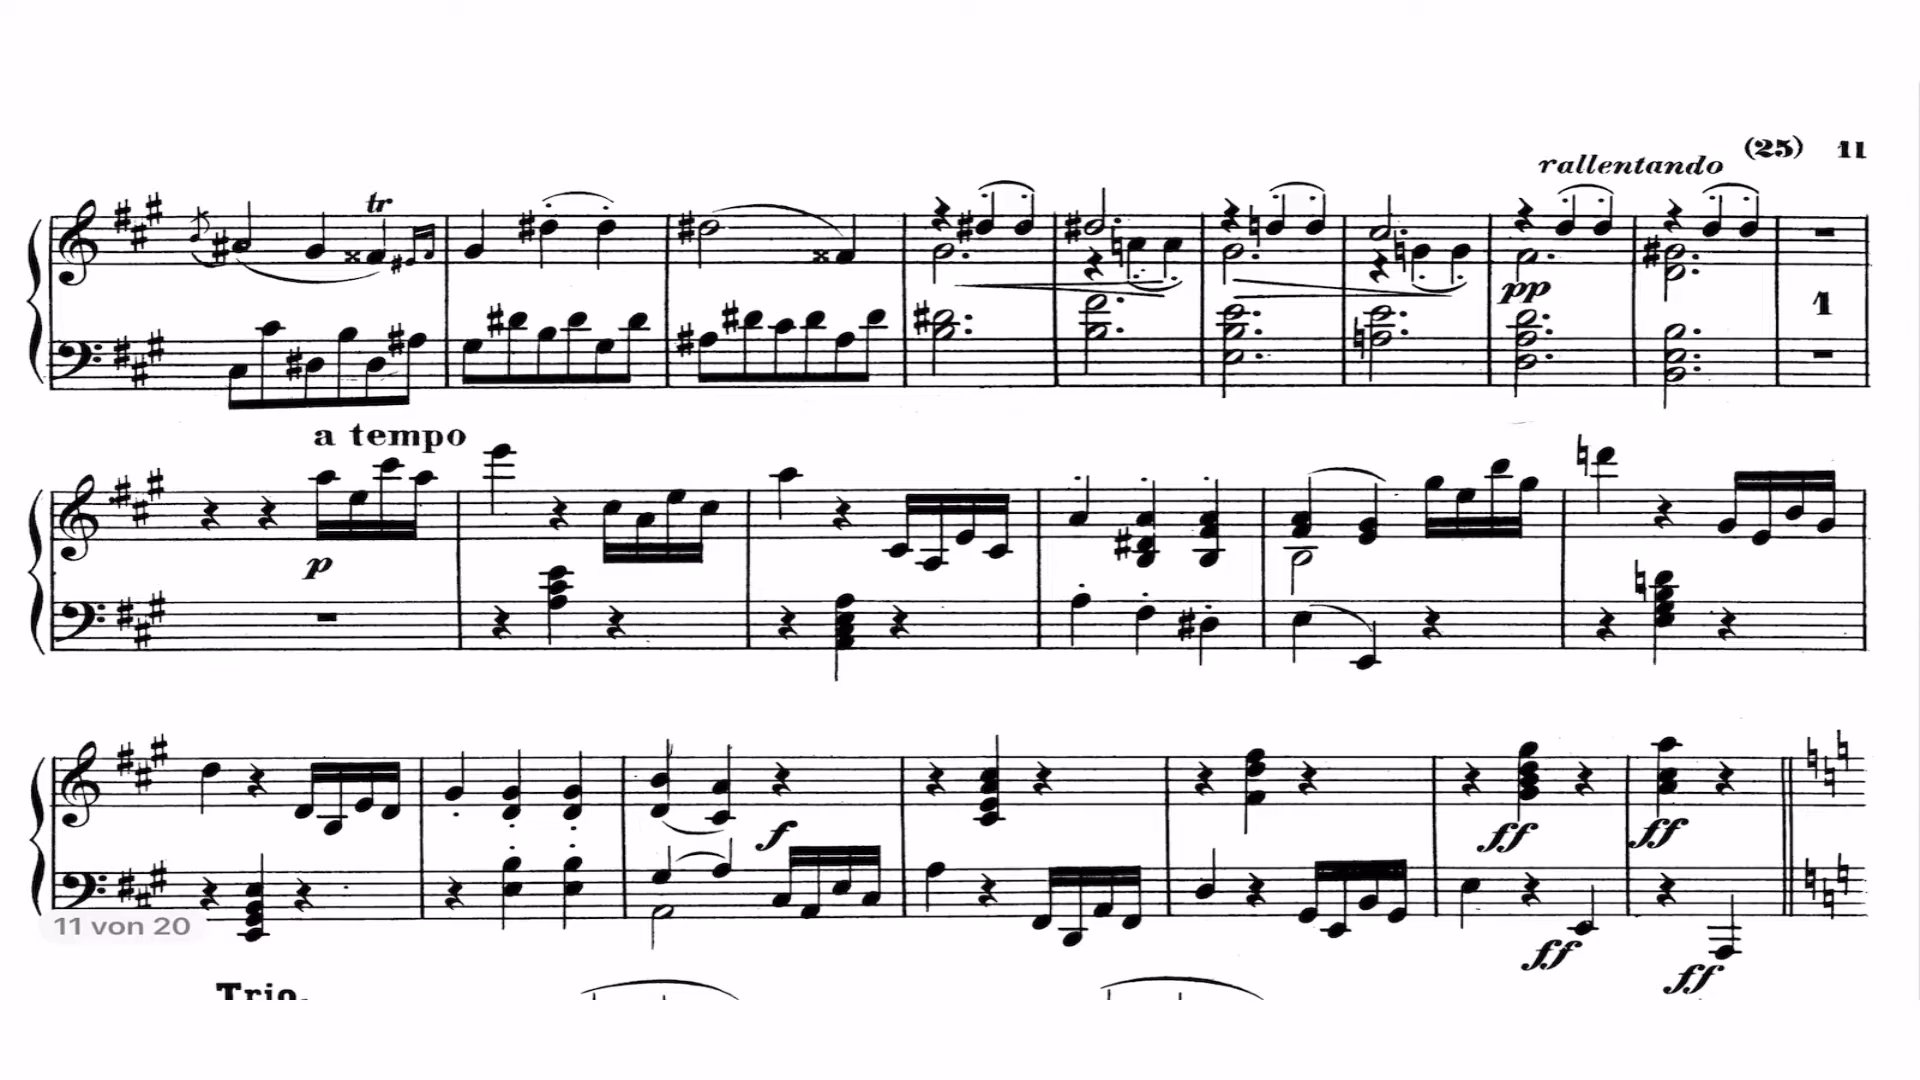 (25) 11
rallentando
tr
pp
1
a tempo
p
f
ff
ff
ff
ff
11 von 20
Trio.